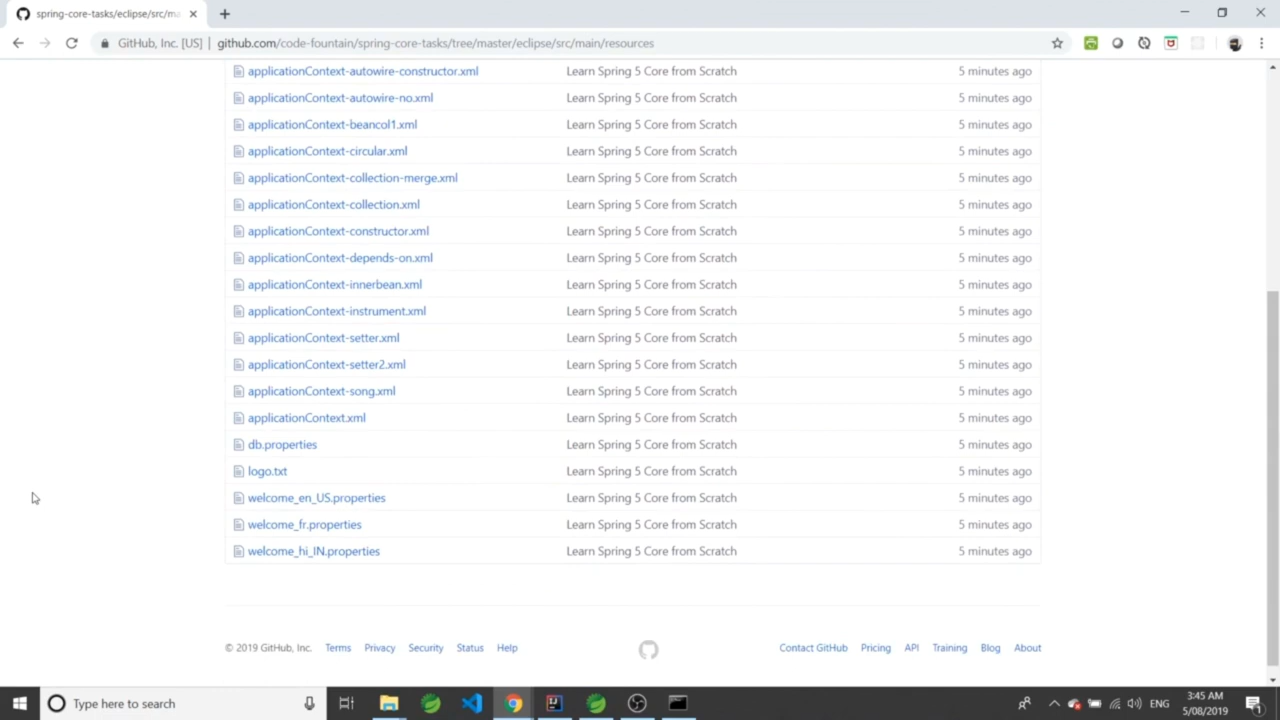 spring-core-tasks/eclipse/src/ma
GitHub, Inc. [US] | github.com/code-fountain/spring-core-tasks/tree/master/eclipse/src/main/resources
applicationContext-autowire-constructor.xml Learn Spring 5 Core from Scratch 5 minutes ago
applicationContext-autowire-no.xml Learn Spring 5 Core from Scratch 5 minutes ago
applicationContext-beancol1.xml Learn Spring 5 Core from Scratch 5 minutes ago
applicationContext-circular.xml Learn Spring 5 Core from Scratch 5 minutes ago
applicationContext-collection-merge.xml Learn Spring 5 Core from Scratch 5 minutes ago
applicationContext-collection.xml Learn Spring 5 Core from Scratch 5 minutes ago
applicationContext-constructor.xml Learn Spring 5 Core from Scratch 5 minutes ago
applicationContext-depends-on.xml Learn Spring 5 Core from Scratch 5 minutes ago
applicationContext-innerbean.xml Learn Spring 5 Core from Scratch 5 minutes ago
applicationContext-instrument.xml Learn Spring 5 Core from Scratch 5 minutes ago
applicationContext-setter.xml Learn Spring 5 Core from Scratch 5 minutes ago
applicationContext-setter2.xml Learn Spring 5 Core from Scratch 5 minutes ago
applicationContext-song.xml Learn Spring 5 Core from Scratch 5 minutes ago
applicationContext.xml Learn Spring 5 Core from Scratch 5 minutes ago
db.properties Learn Spring 5 Core from Scratch 5 minutes ago
logo.txt Learn Spring 5 Core from Scratch 5 minutes ago
welcome_en_US.properties Learn Spring 5 Core from Scratch 5 minutes ago
welcome_fr.properties Learn Spring 5 Core from Scratch 5 minutes ago
welcome_hi_IN.properties Learn Spring 5 Core from Scratch 5 minutes ago
© 2019 GitHub, Inc. Terms Privacy Security Status Help Contact GitHub Pricing API Training Blog About
Type here to search ENG 3:45 AM
5/08/2019